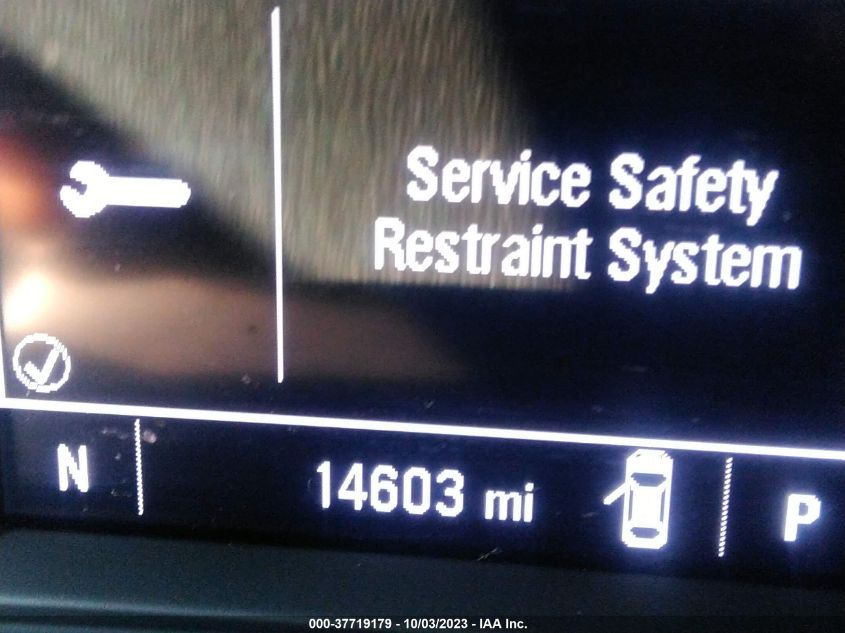 Service Safety
Restraint System
N
14603 mi
P
000-37719179 - 10/03/2023 - IAA Inc.